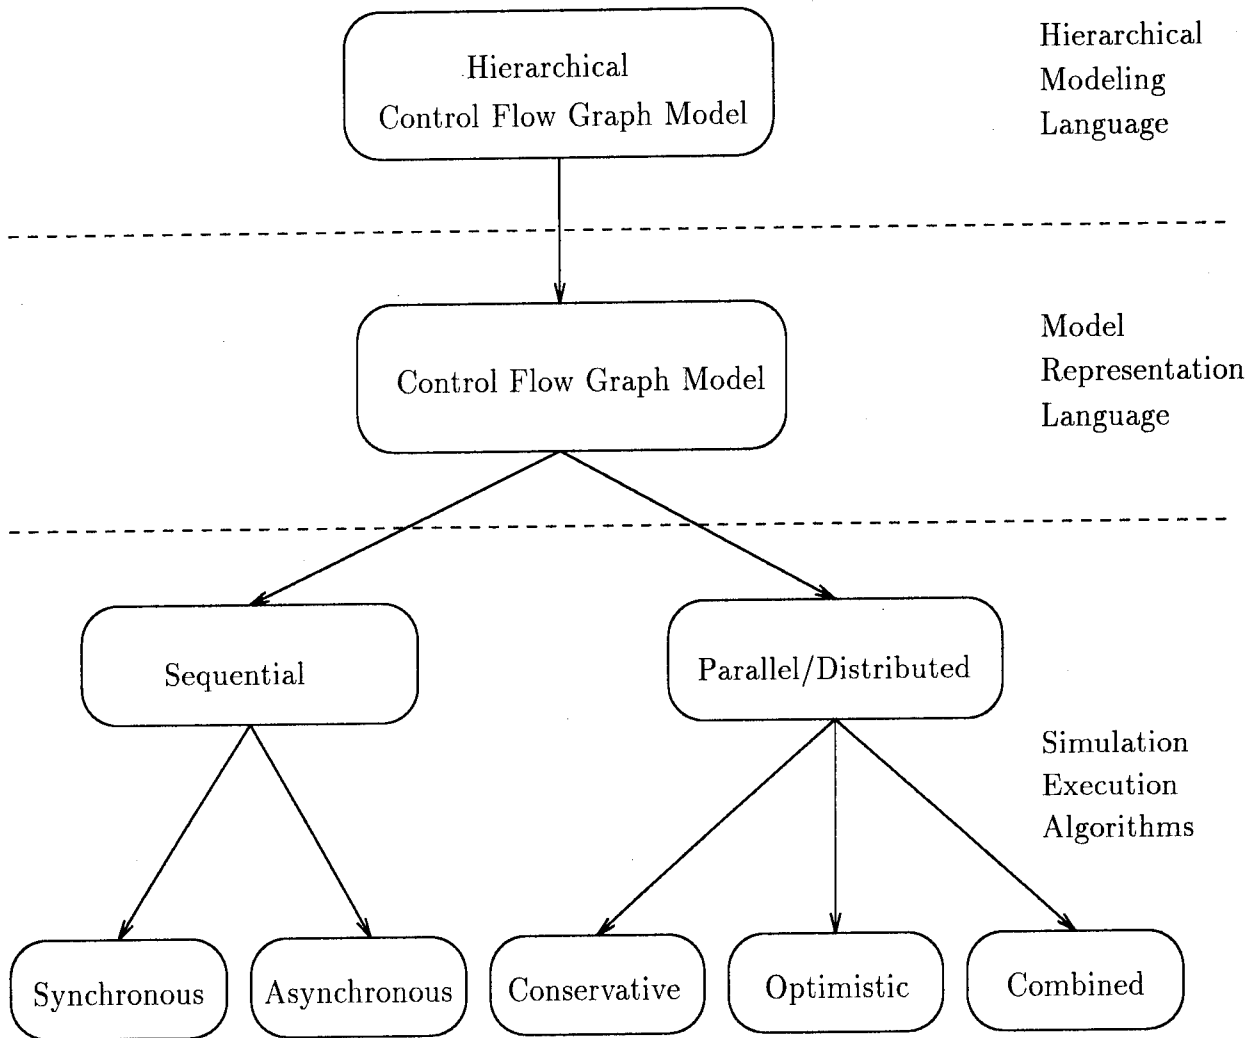 Hierarchical
Control Flow Graph Model
Hierarchical
Modeling
Language
Control Flow Graph Model
Model
Representation
Language
Sequential
Parallel/Distributed
Simulation
Execution
Algorithms
Synchronous
Asynchronous
Conservative
Optimistic
Combined